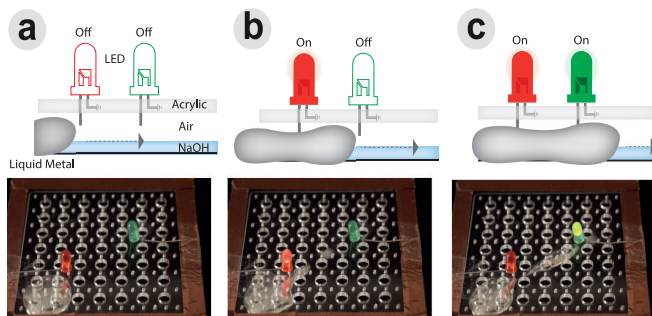 a
Off
Off
LED
Acrylic
Air
NaOH
Liquid Metal
b
On
Off
c
On
On